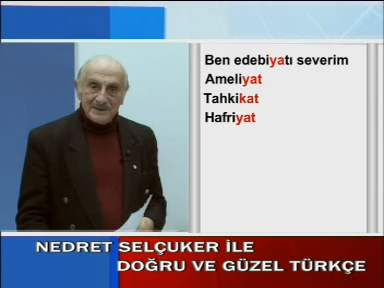 Ben edebiyatı severim
Ameliyat
Tahkikat
Hafriyat
NEDRET SELÇUKER İLE
DOĞRU VE GÜZEL TÜRKÇE